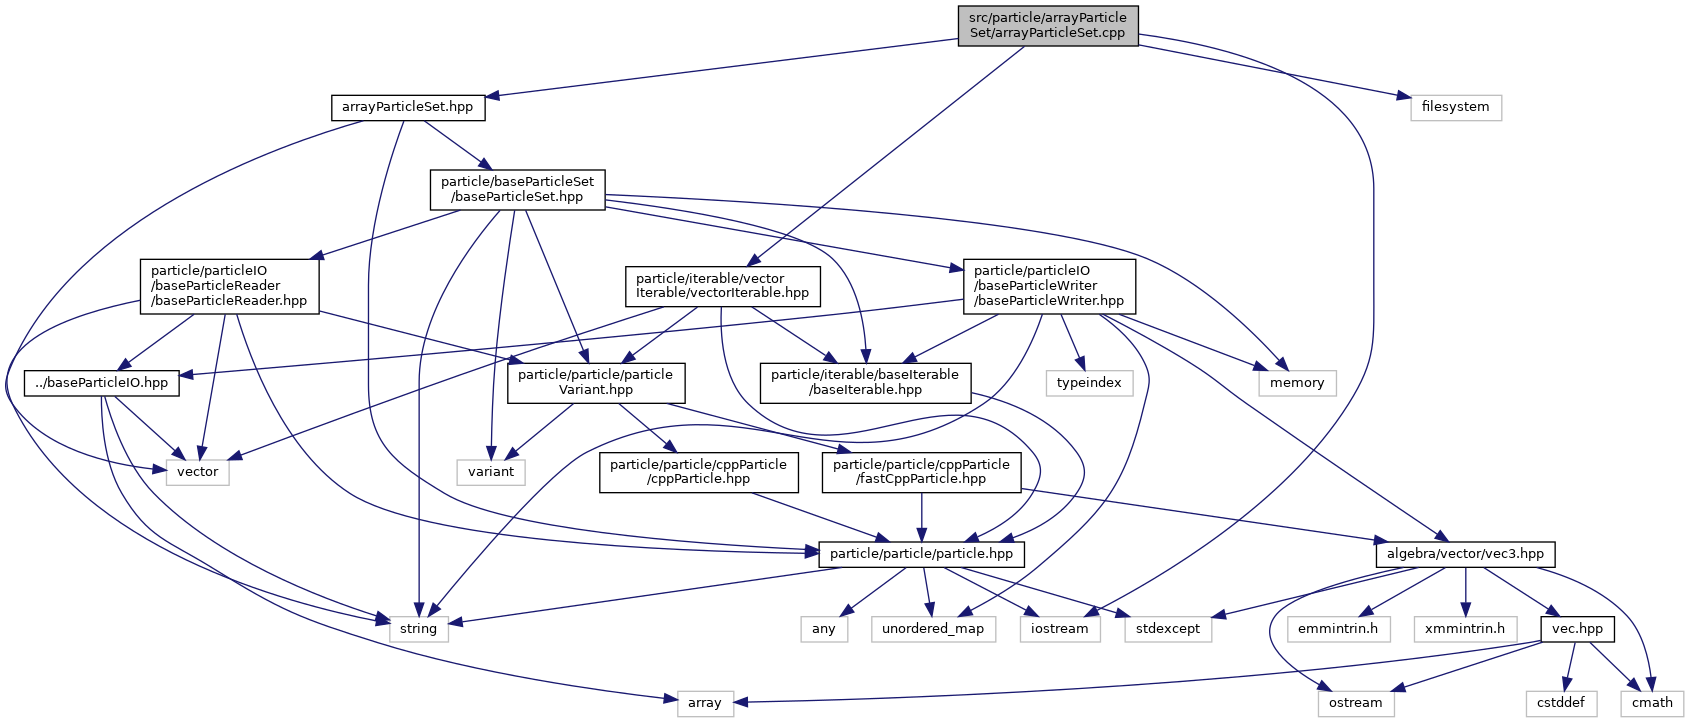 src/particle/arrayParticle
Set/arrayParticleSet.cpp
arrayParticleSet.hpp
filesystem
particle/baseParticleSet
/baseParticleSet.hpp
particle/particleIO
/baseParticleReader
/baseParticleReader.hpp
particle/iterable/vector
Iterable/vectorIterable.hpp
particle/particleIO
/baseParticleWriter
/baseParticleWriter.hpp
../baseParticleIO.hpp
particle/particle/particle
Variant.hpp
particle/iterable/baseIterable
/baseIterable.hpp
typeindex
memory
vector
variant
particle/particle/cppParticle
/cppParticle.hpp
particle/particle/cppParticle
/fastCppParticle.hpp
particle/particle/particle.hpp
algebra/vector/vec3.hpp
string
any
unordered_map
iostream
stdexcept
emmintrin.h
xmmintrin.h
vec.hpp
array
ostream
cstddef
cmath